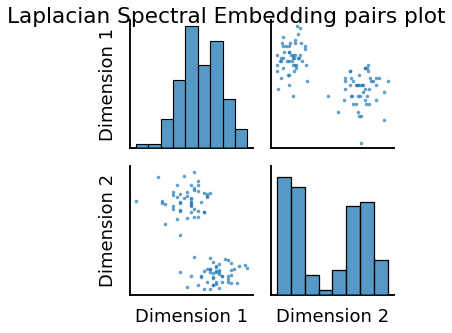 Laplacian Spectral Embedding pairs plot
Dimension 1
Dimension 2
Dimension 1
Dimension 2